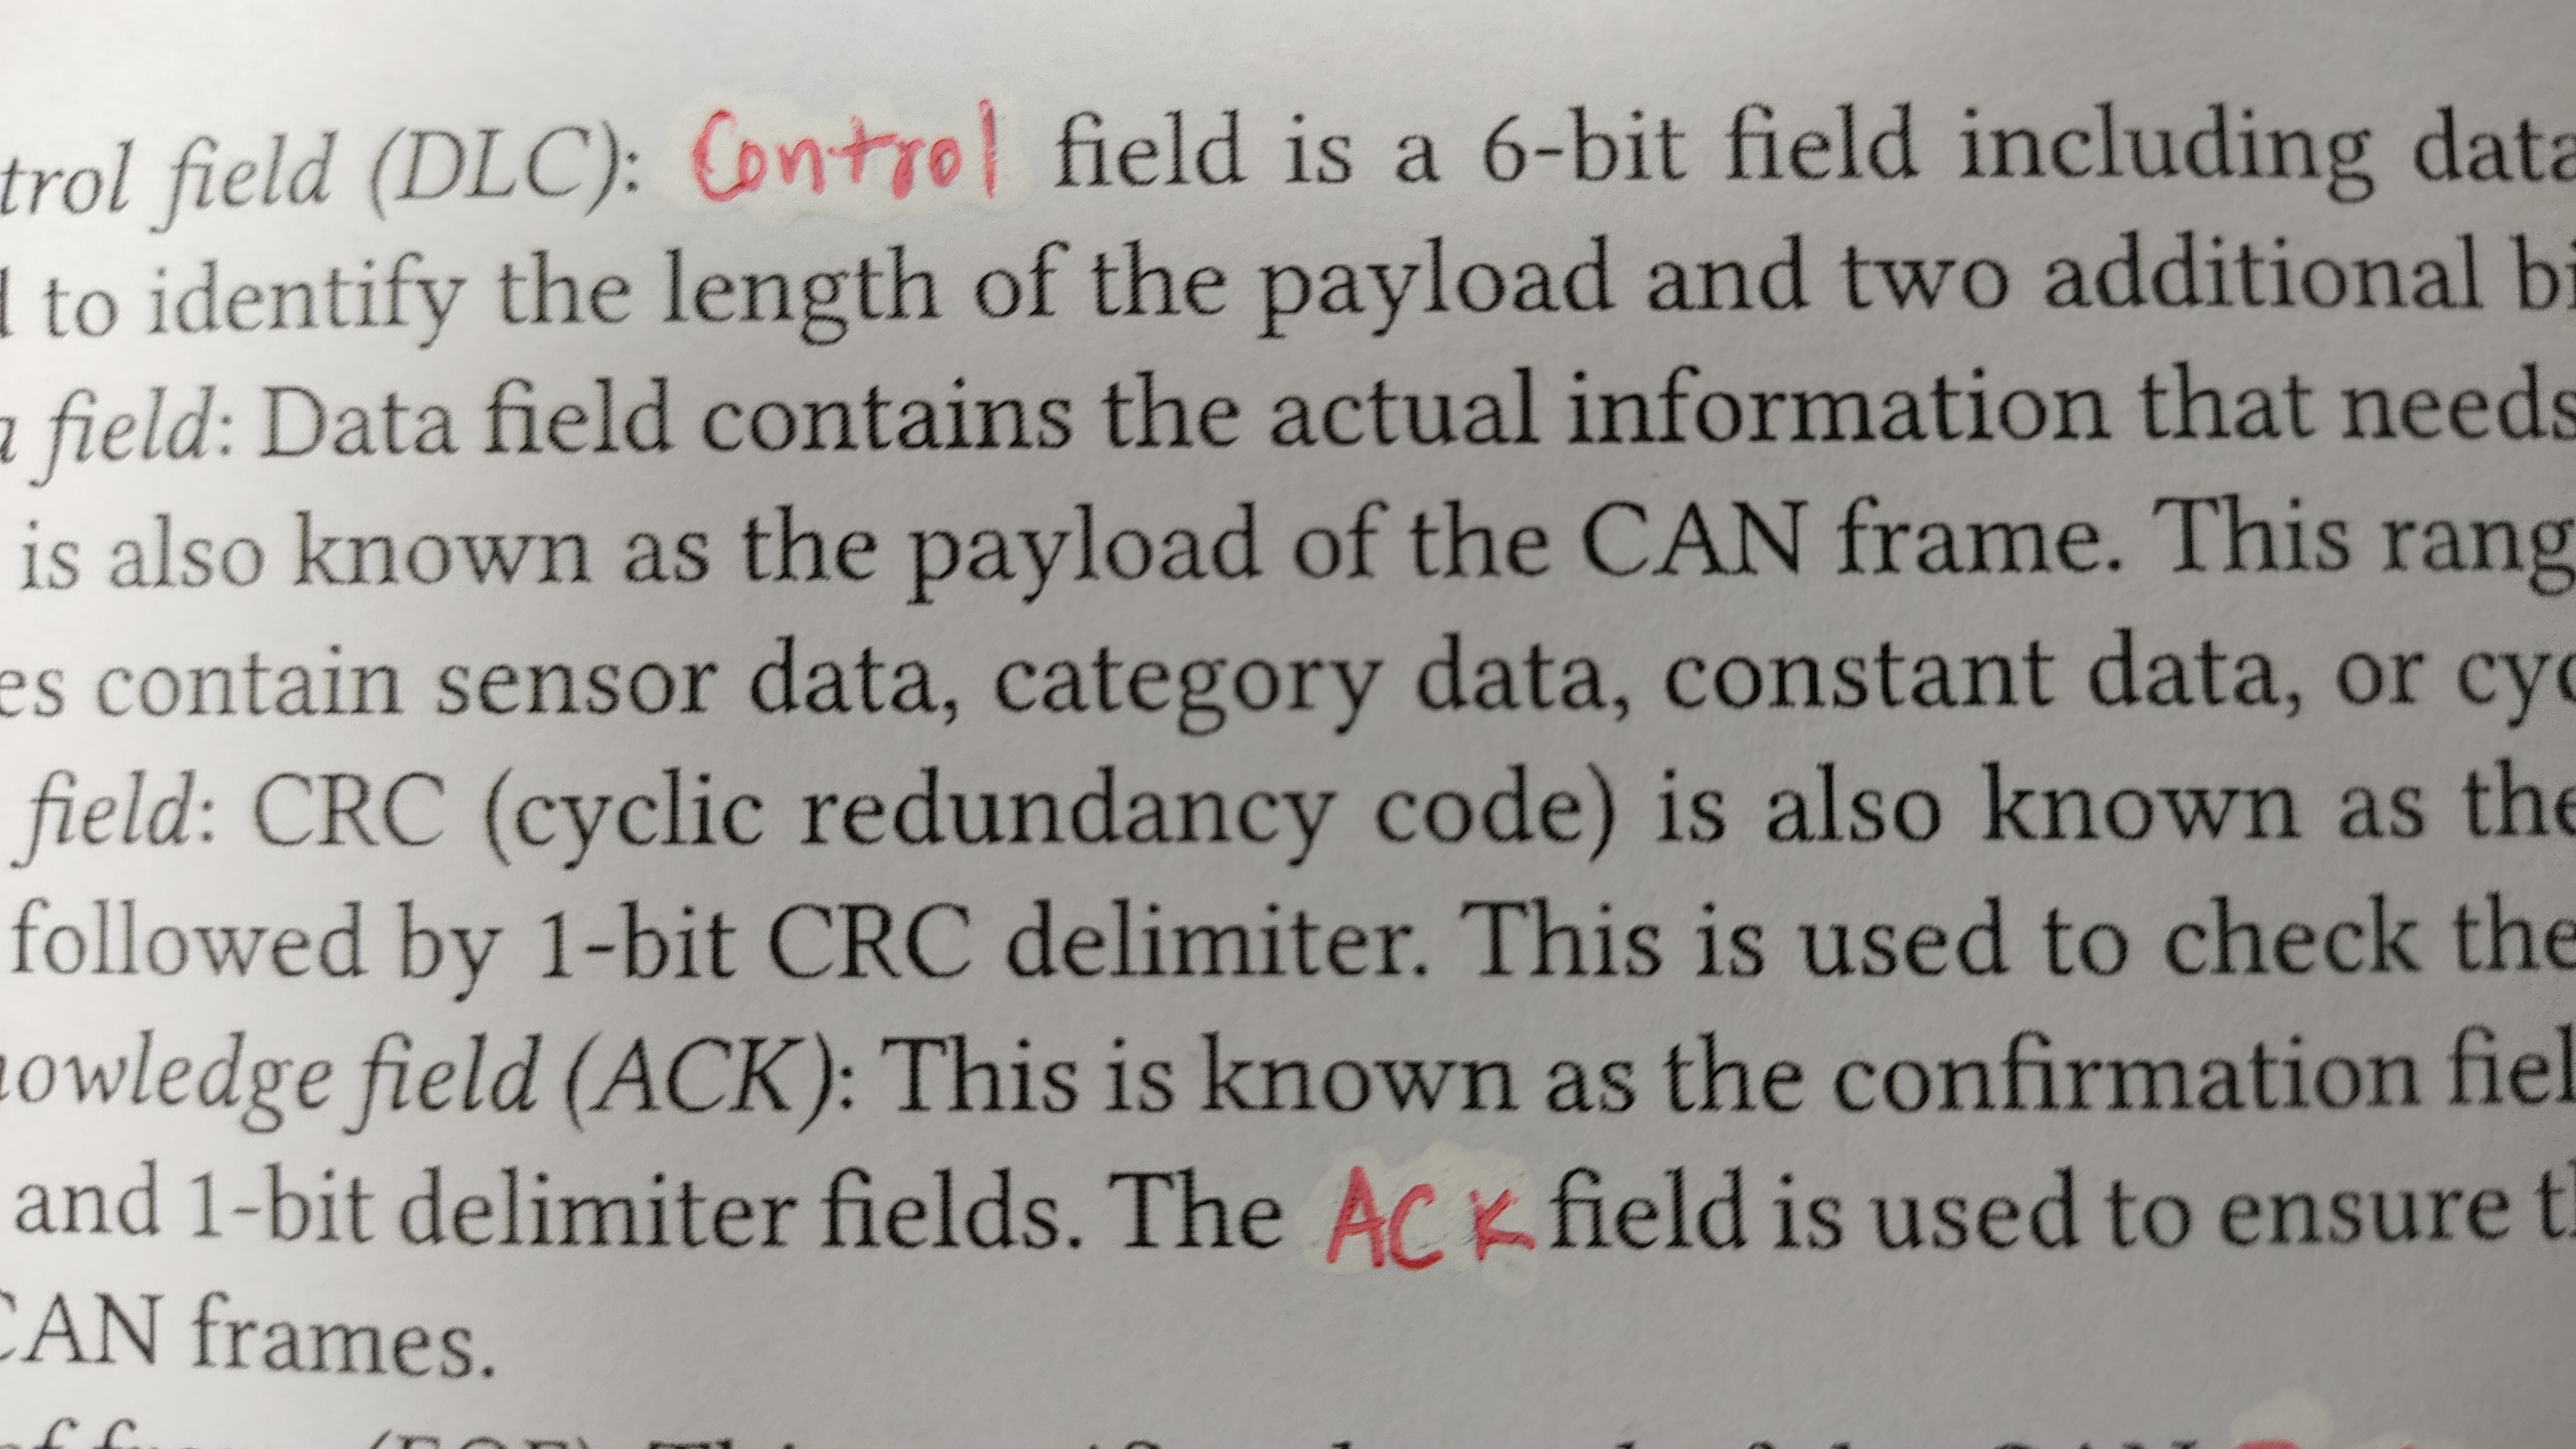 trol field (DLC): Control field is a 6-bit field including data
to identify the length of the payload and two additional bi
field: Data field contains the actual information that needs
is also known as the payload of the CAN frame. This rang
es contain sensor data, category data, constant data, or cyc
field: CRC (cyclic redundancy code) is also known as the
followed by 1-bit CRC delimiter. This is used to check the
nowledge field (ACK): This is known as the confirmation fiel
and 1-bit delimiter fields. The ACK field is used to ensure t
CAN frames.